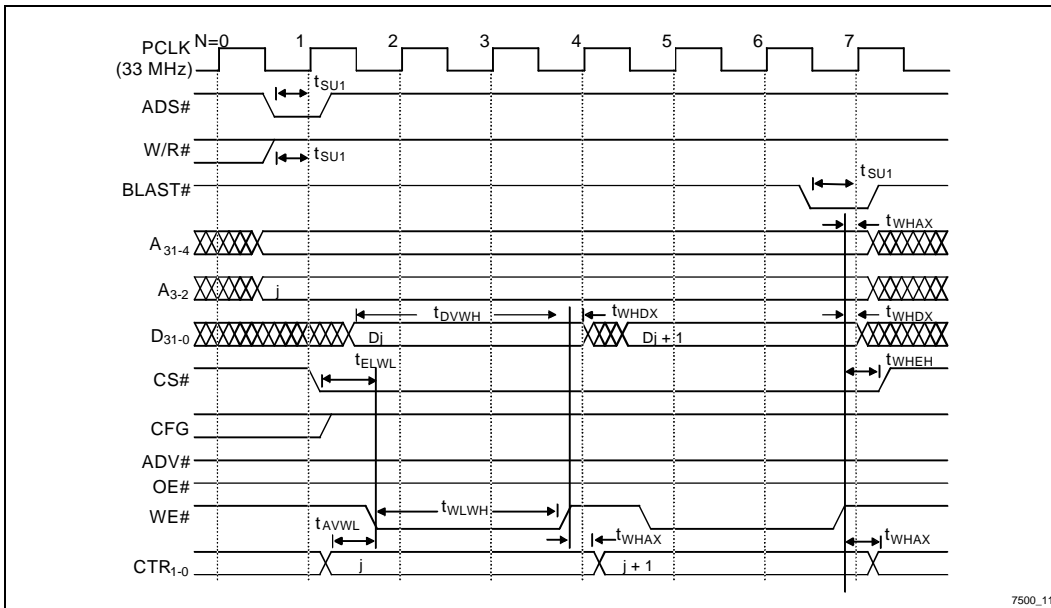 N=0 1 2 3 4 5 6 7
PCLK
(33 MHz)
tSU1
ADS#
W/R#
tSU1
tSU1
BLAST#
tWHAX
A31-4
A3-2 j
tDVWH tWHDX tWHDX
D31-0 Dj Dj + 1
tELWL tWHEH
CS#
CFG
ADV#
OE#
WE# tWLWH
tAVWL tWHAX tWHAX
CTR1-0 j j + 1
7500_11